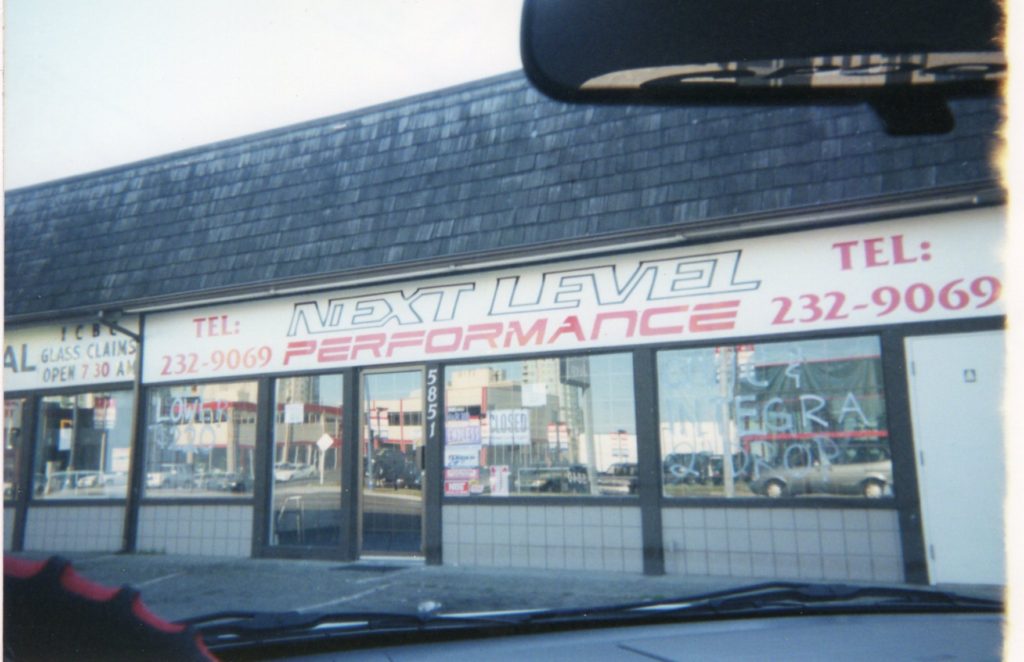 AL
ICBC
GLASS CLAIMS
OPEN 7.30 AM
TEL:
232-9069
NEXT LEVEL
PERFORMANCE
TEL:
232-9069
5851
LOWER
CLOSED
&
INTEGRA